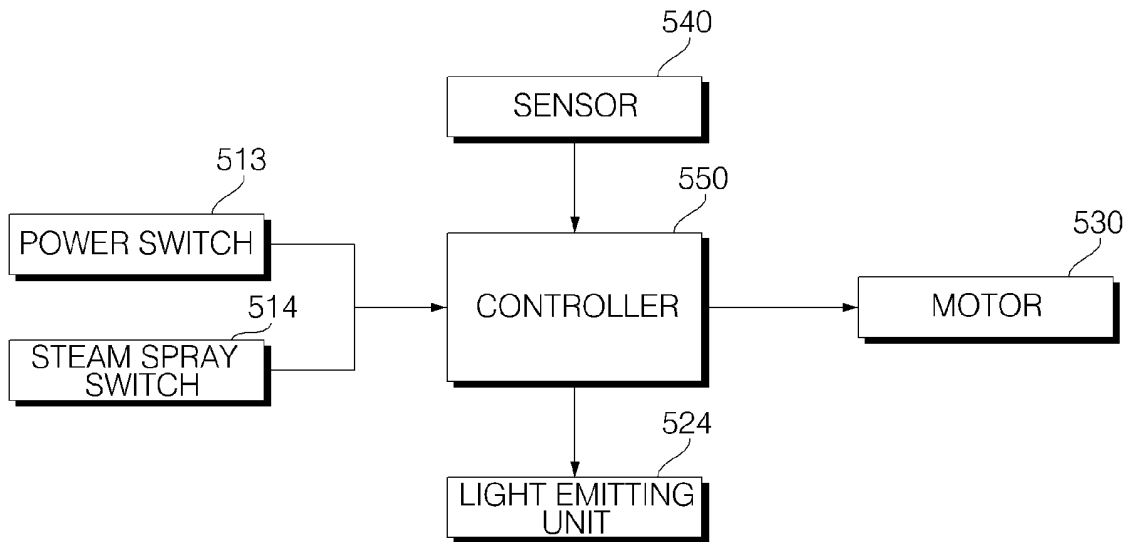 540
SENSOR
513
550
POWER SWITCH
530
514
CONTROLLER
MOTOR
STEAM SPRAY
SWITCH
524
LIGHT EMITTING
UNIT